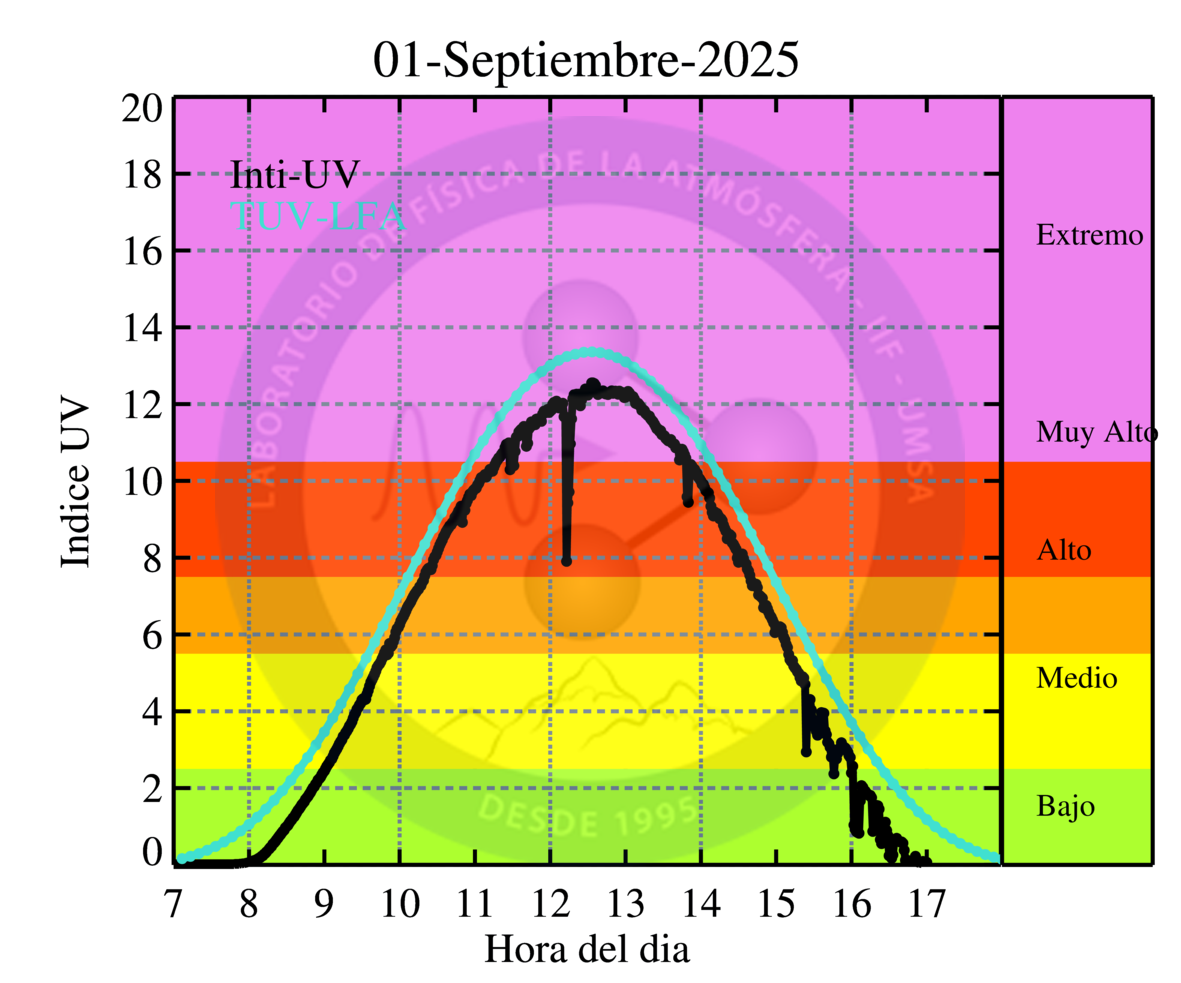 01-Septiembre-2025
20
18
16
14
12
10
8
6
4
2
0
Indice UV
Inti-UV
TUV-LFA
LABORATORIO DE FÍSICA DE LA ATMÓSFERA - IIF - UMSA
DESDE 1995
Extremo
Muy Alto
Alto
Medio
Bajo
7 8 9 10 11 12 13 14 15 16 17
Hora del dia